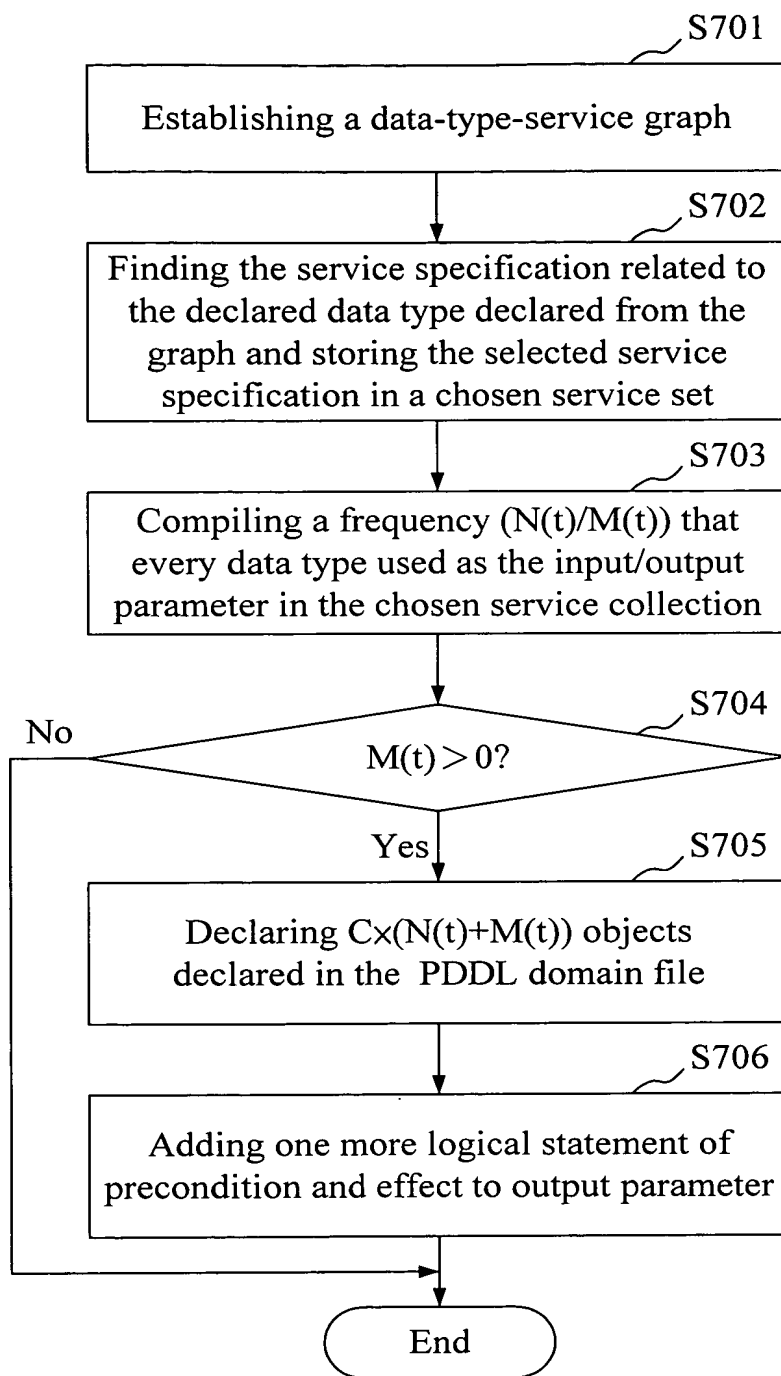 S701
Establishing a data-type-service graph
S702
Finding the service specification related to
the declared data type declared from the
graph and storing the selected service
specification in a chosen service set
S703
Compiling a frequency (N(t)/M(t)) that
every data type used as the input/output
parameter in the chosen service collection
S704
No
M(t)>0?
Yes
S705
Declaring C×(N(t)+M(t)) objects
declared in the PDDL domain file
S706
Adding one more logical statement of
precondition and effect to output parameter
End